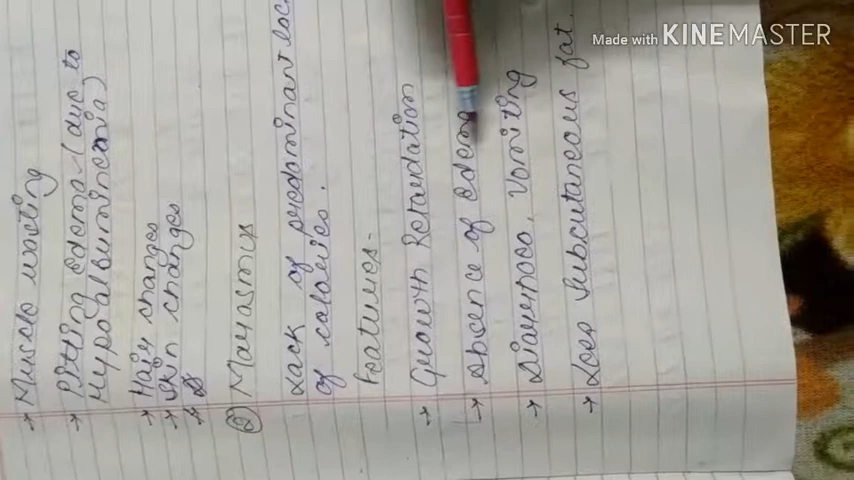 → Muscle wasting
→ Pitting edema - (due to
Hypoalbuminemia)
→ Hair changes
→ Skin changes
→
② Marasmus
Lack of predominant
of calories.
Features -
→ Growth Retardation
→ Absence of edema
→ Diarrhoea, Vomiting
→ Loss Subcutaneous fat.
Made with KINEMASTER